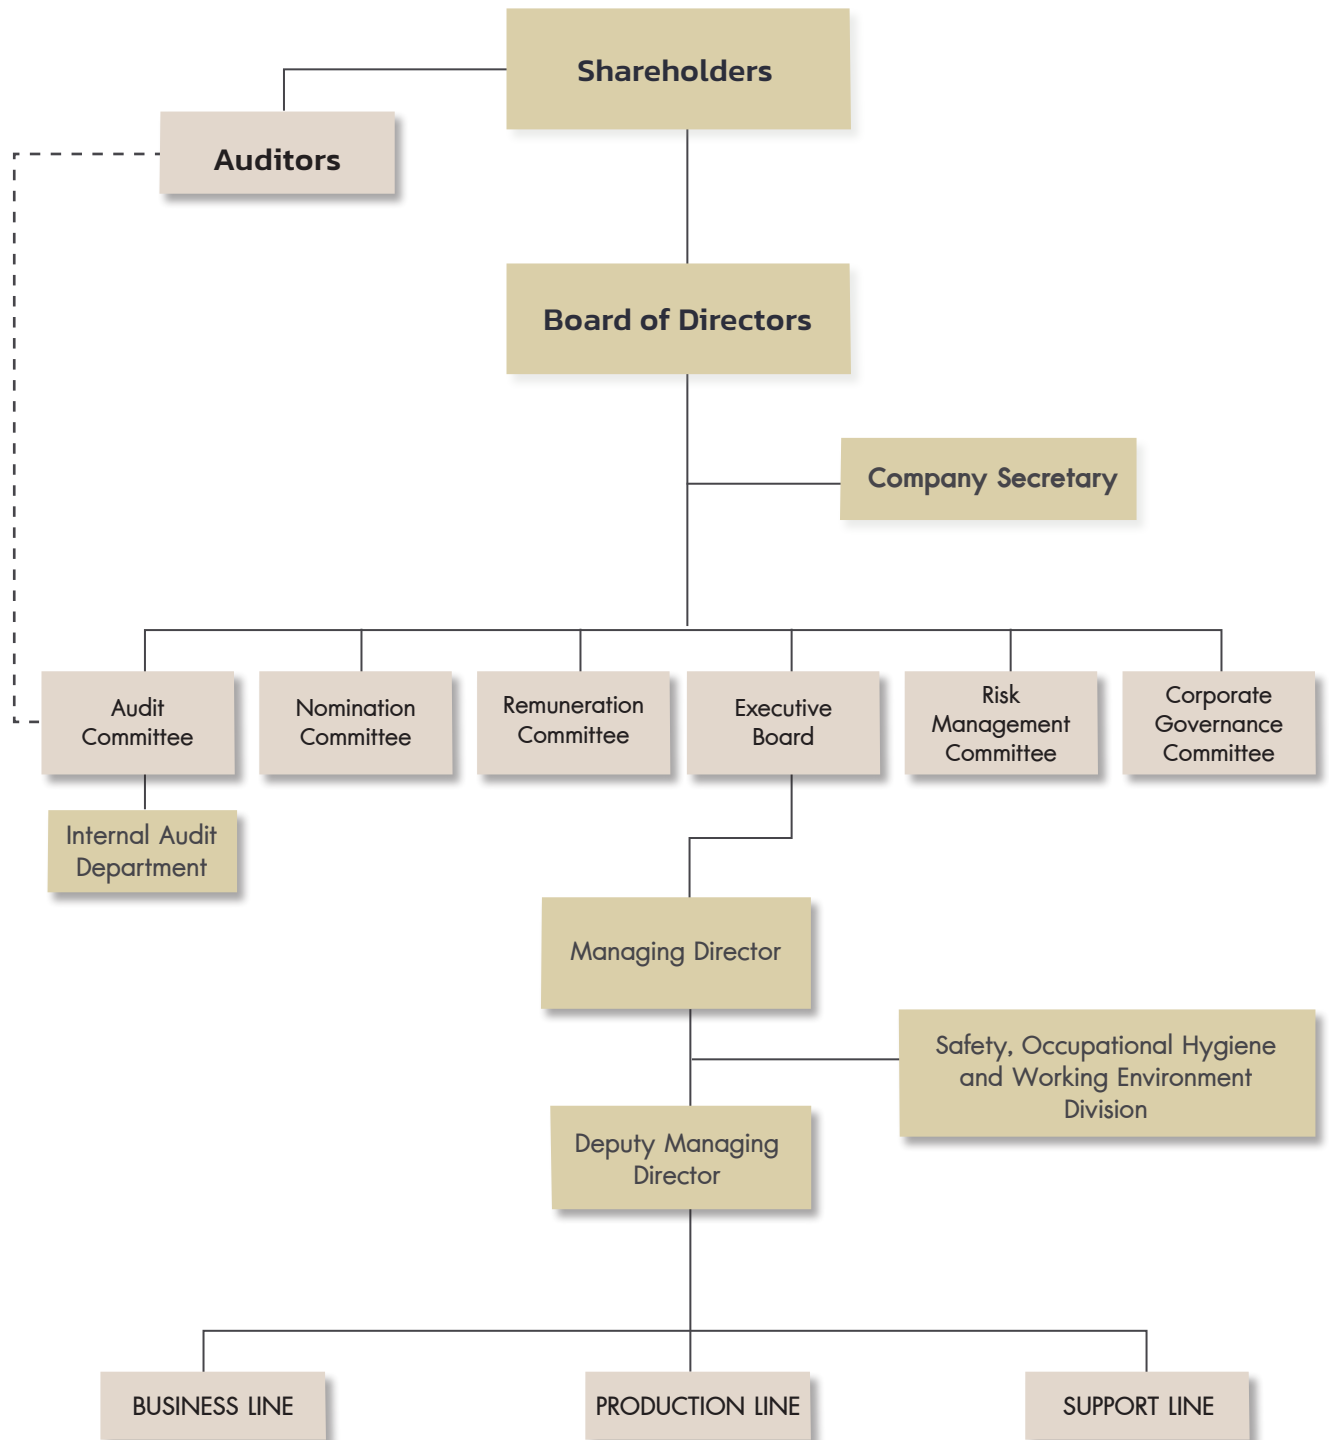 Shareholders
Auditors
Board of Directors
Company Secretary
Audit
Committee
Nomination
Committee
Remuneration
Committee
Executive
Board
Risk
Management
Committee
Corporate
Governance
Committee
Internal Audit
Department
Managing Director
Safety, Occupational Hygiene
and Working Environment
Division
Deputy Managing
Director
BUSINESS LINE
PRODUCTION LINE
SUPPORT LINE